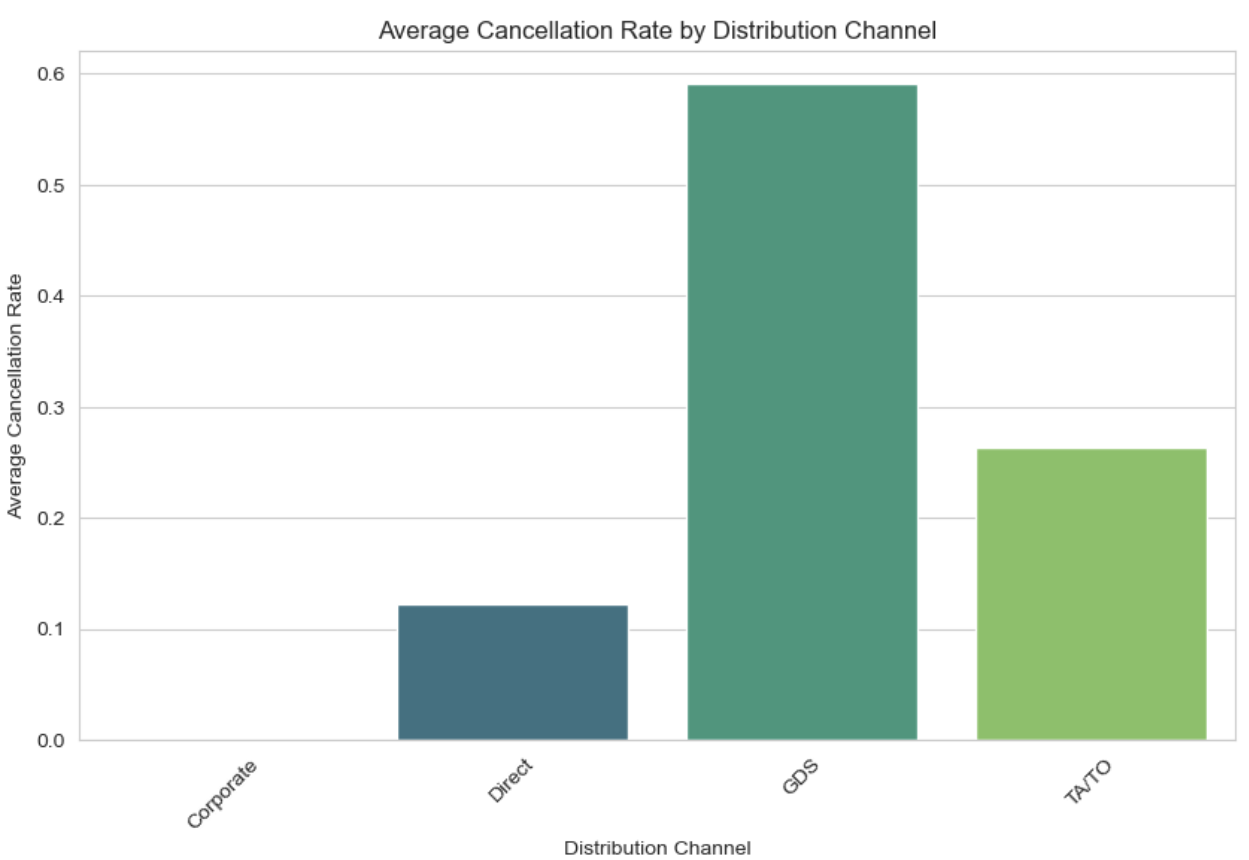 Average Cancellation Rate by Distribution Channel
Average Cancellation Rate
0.6
0.5
0.4
0.3
0.2
0.1
0.0
Corporate
Direct
GDS
TA/TO
Distribution Channel